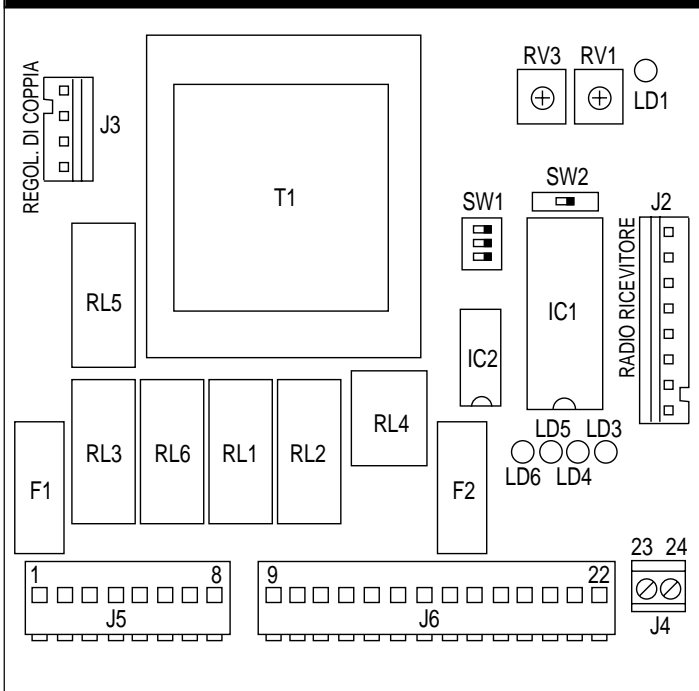 RV3 RV1
LD1
REGOL. DI COPPIA
J3
T1
SW2
SW1
J2
RADIO RICEVITORE
RL5
IC1
IC2
RL4
RL3 RL6 RL1 RL2
F1
F2
LD5 LD3
LD6 LD4
23 24
1 8
9 22
J5
J6
J4